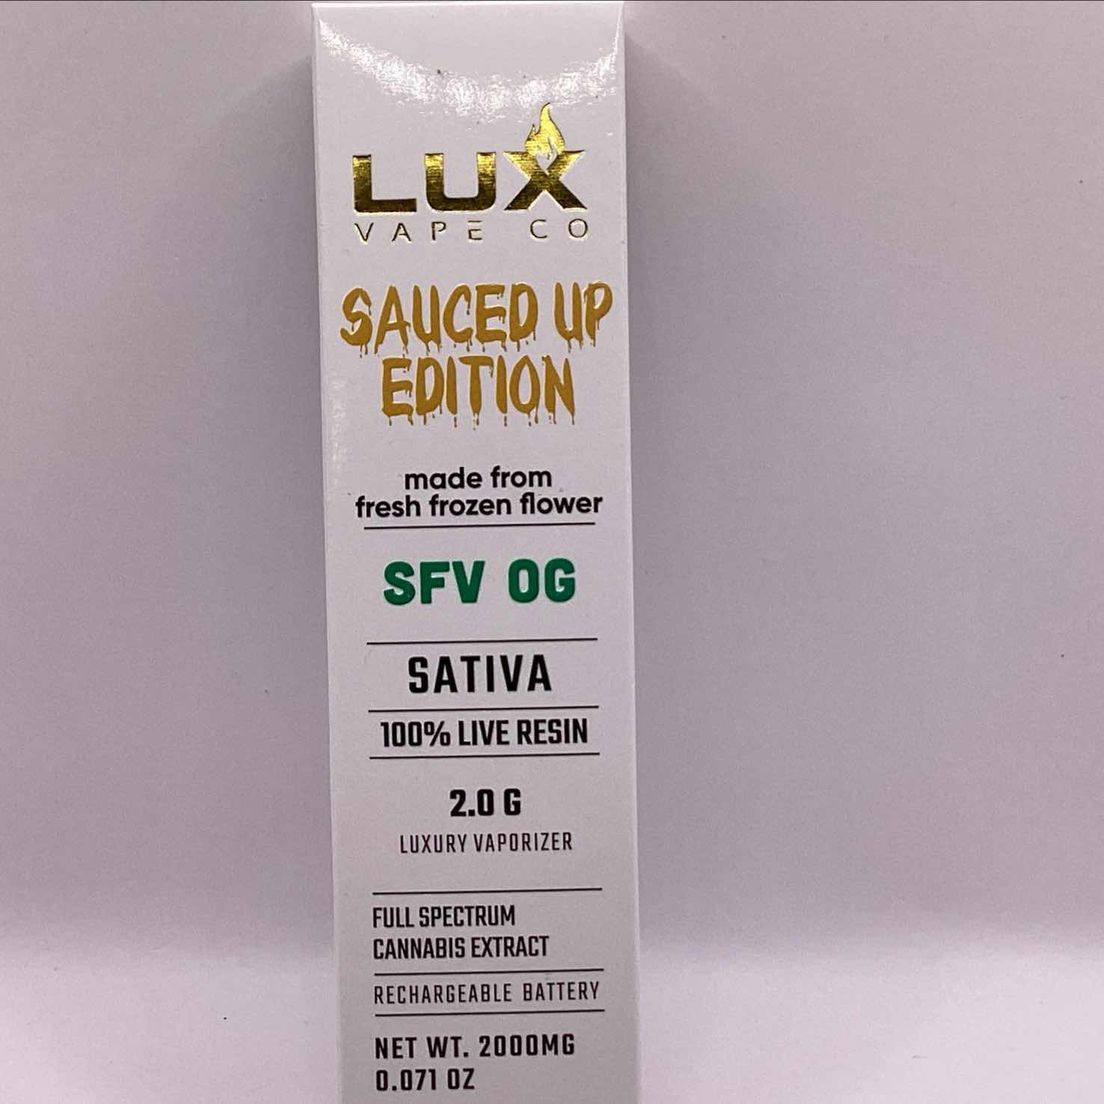 LUX
VAPE CO
SAUCED UP
EDITION
made from
fresh frozen flower
SFV OG
SATIVA
100% LIVE RESIN
2.0 G
LUXURY VAPORIZER
FULL SPECTRUM
CANNABIS EXTRACT
RECHARGEABLE BATTERY
NET WT. 2000MG
0.071 OZ